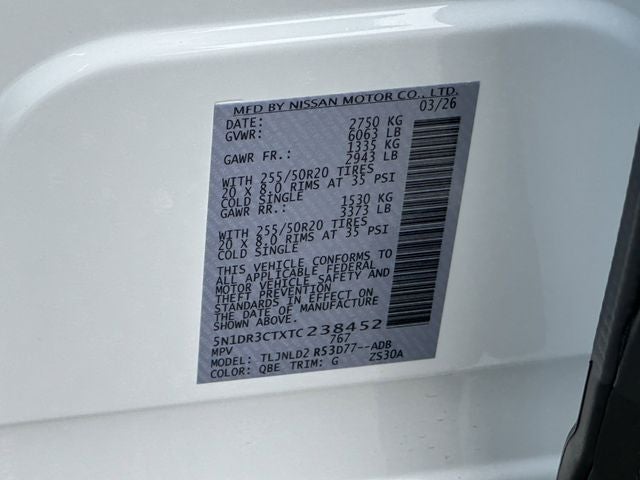 MFD BY NISSAN MOTOR CO., LTD.
DATE: 03/26
GVWR: 2750 KG
6063 LB
GAWR FR.: 1335 KG
2943 LB
WITH 255/50R20 TIRES
20 X 8.0 RIMS AT 35 PSI
COLD SINGLE
GAWR RR.: 1530 KG
3373 LB
WITH 255/50R20 TIRES
20 X 8.0 RIMS AT 35 PSI
COLD SINGLE
THIS VEHICLE CONFORMS TO
ALL APPLICABLE FEDERAL
MOTOR VEHICLE SAFETY AND
THEFT PREVENTION
STANDARDS IN EFFECT ON
THE DATE OF MANUFACTURE
SHOWN ABOVE.
5N1DR3CTXTC238452
MPV 767
MODEL: TLJNLD2 R53D77--ADB
COLOR: QBE TRIM: G ZS30A